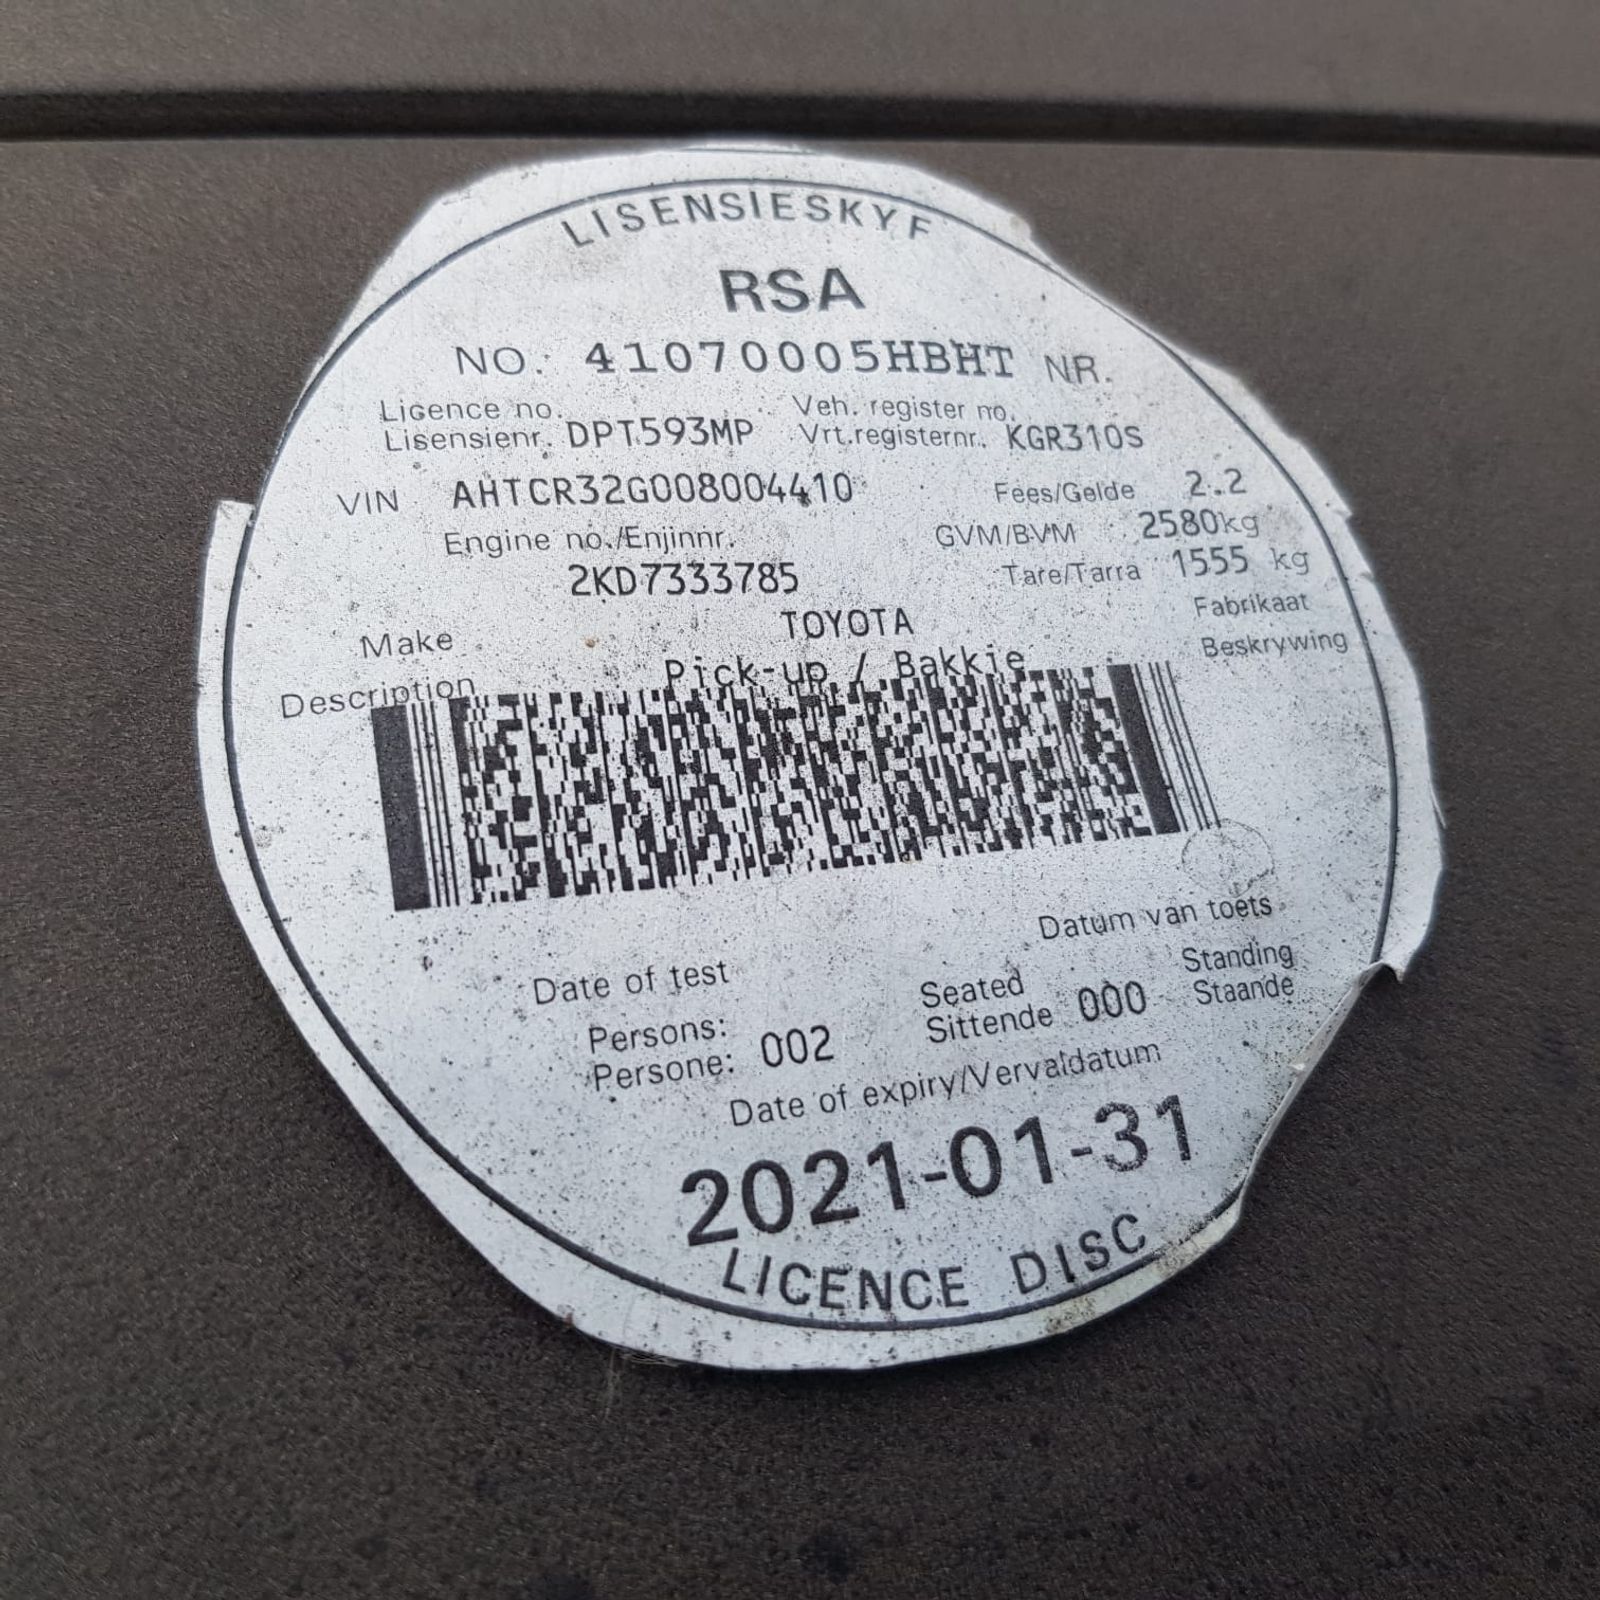 LISENSIESKYF
RSA
NO.: 41070005HBHT NR.
Licence no. Veh. register no.
Lisensienr. DPT593MP Vrt.registernr. KGR310S
VIN AHTCR32G008004410 Fees/Gelde 2.2
Engine no./Enjinnr. GVM/BVM 2580kg
2KD7333785 Tare/Tarra 1555 kg
Make TOYOTA Fabrikaat
Description Pick-up / Bakkie Beskrywing
Date of test Datum van toets
Persons: Seated Standing
Persone: 002 Sittende 000 Staande
Date of expiry/Vervaldatum
2021-01-31
LICENCE DISC